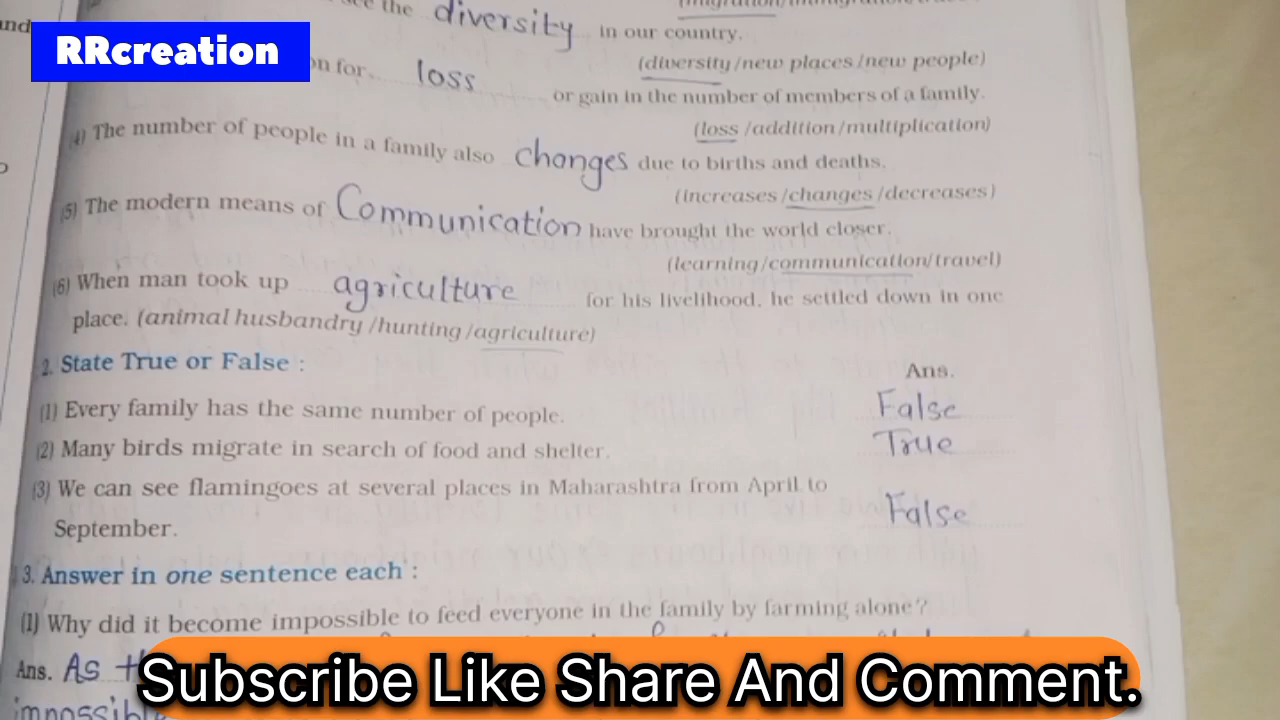 see the diversity in our country.
RRcreation
(diversity/new places/new people)
on for loss or gain in the number of members of a family.
(loss/addition/multiplication)
(4) The number of people in a family also changes due to births and deaths.
(increases/changes/decreases)
(5) The modern means of Communication have brought the world closer.
(learning/communication/travel)
(6) When man took up agriculture for his livelihood, he settled down in one
place. (animal husbandry/hunting/agriculture)
2. State True or False :
Ans.
(1) Every family has the same number of people. False
(2) Many birds migrate in search of food and shelter. True
(3) We can see flamingoes at several places in Maharashtra from April to
September. False
3. Answer in one sentence each :
(1) Why did it become impossible to feed everyone in the family by farming alone?
Ans. As
Subscribe Like Share And Comment.